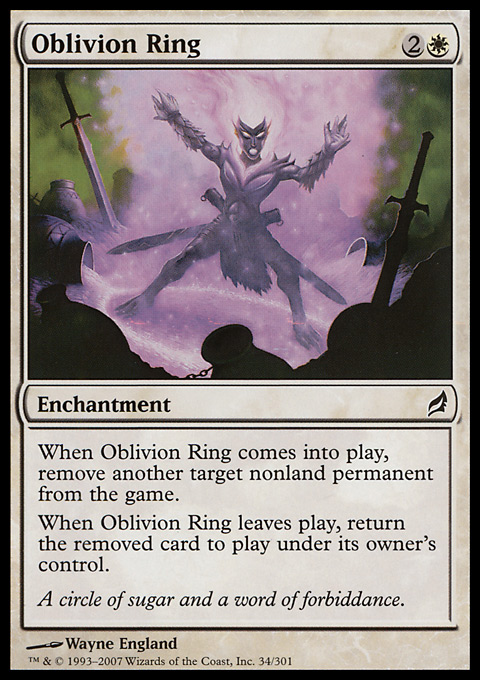 Oblivion Ring 2
Enchantment
When Oblivion Ring comes into play,
remove another target nonland permanent
from the game.
When Oblivion Ring leaves play, return
the removed card to play under its owner's
control.
A circle of sugar and a word of forbiddance.
Wayne England
™ & © 1993–2007 Wizards of the Coast, Inc. 34/301